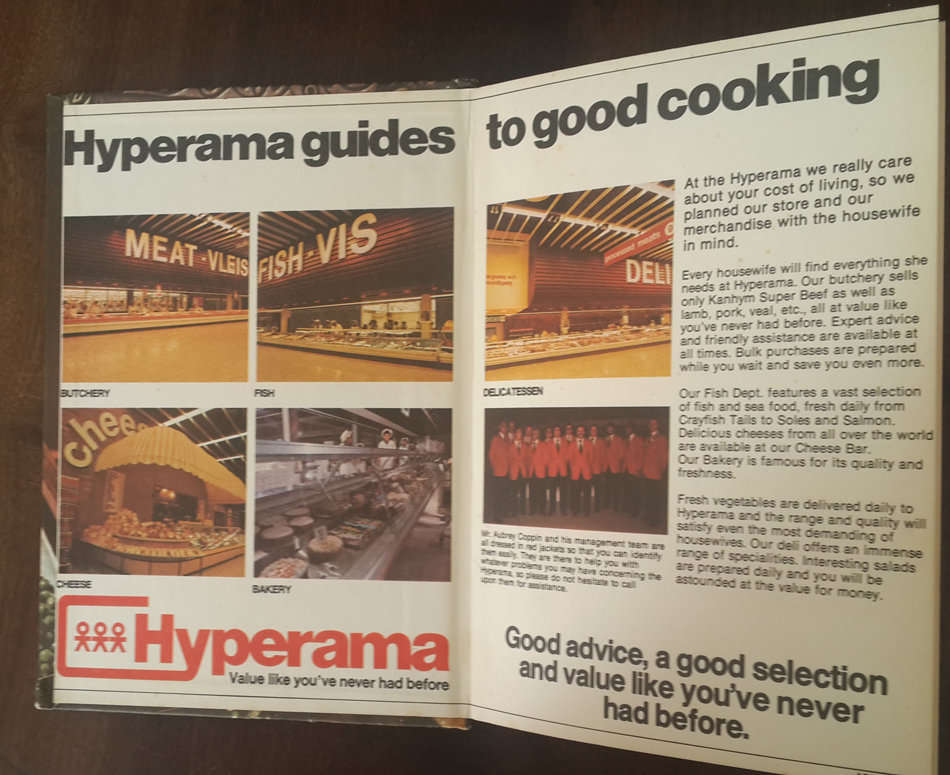 Hyperama guides
to good cooking
MEAT-VLEIS
FISH-VIS
BUTCHERY
FISH
chee
CHEESE
BAKERY
Hyperama
Value like you've never had before
processed meats
DELI
DELICATESSEN
Mr. Aubrey Coppin and his management team are
all dressed in red jackets so that you can identify
them easily. They are there to help you with
whatever problems you may have concerning the
Hyperama, so please do not hesitate to call
upon them for assistance.
At the Hyperama we really care
about your cost of living, so we
planned our store and our
merchandise with the housewife
in mind.
Every housewife will find everything she
needs at Hyperama. Our butchery sells
only Kanhym Super Beef as well as
lamb, pork, veal, etc., all at value like
you've never had before. Expert advice
and friendly assistance are available at
all times. Bulk purchases are prepared
while you wait and save you even more.
Our Fish Dept. features a vast selection
of fish and sea food, fresh daily from
Crayfish Tails to Soles and Salmon.
Delicious cheeses from all over the world
are available at our Cheese Bar.
Our Bakery is famous for its quality and
freshness.
Fresh vegetables are delivered daily to
Hyperama and the range and quality will
satisfy even the most demanding of
housewives. Our deli offers an immense
range of specialities. Interesting salads
are prepared daily and you will be
astounded at the value for money.
Good advice, a good selection
and value like you've never
had before.